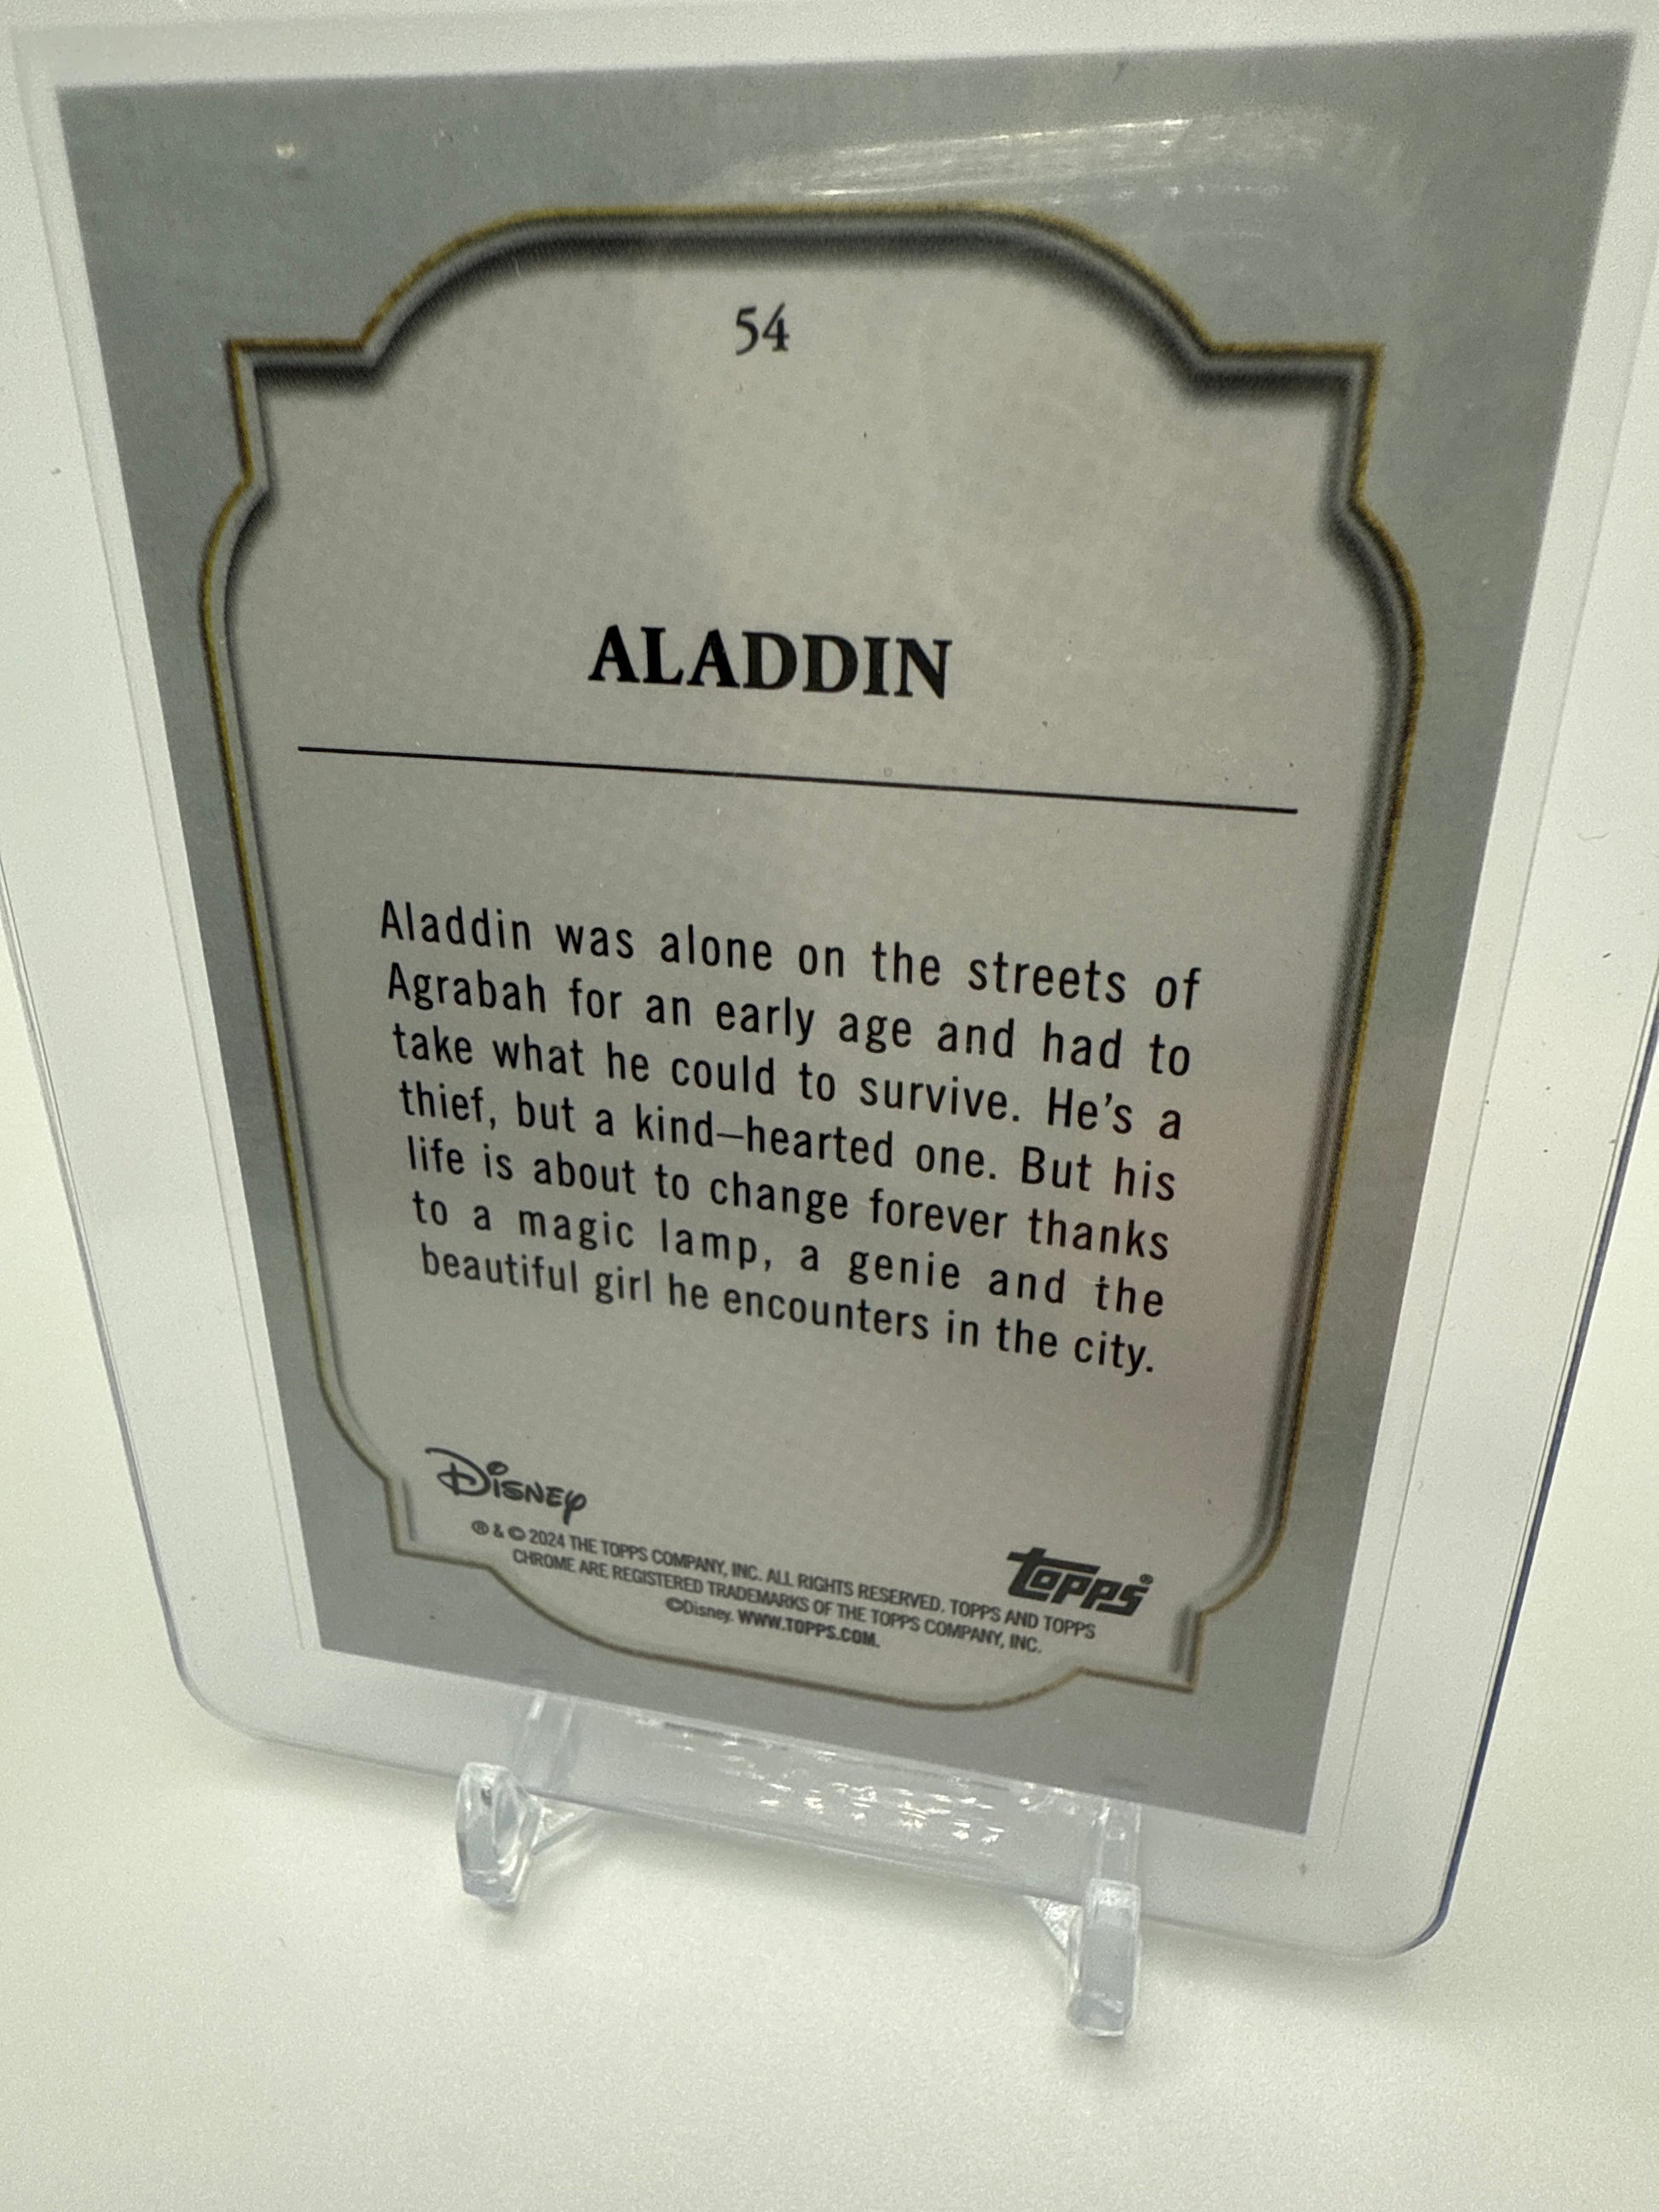 54
ALADDIN
Aladdin was alone on the streets of
Agrabah for an early age and had to
take what he could to survive. He's a
thief, but a kind–hearted one. But his
life is about to change forever thanks
to a magic lamp, a genie and the
beautiful girl he encounters in the city.
Disney
topps®
® & © 2024 THE TOPPS COMPANY, INC. ALL RIGHTS RESERVED. TOPPS AND TOPPS
CHROME ARE REGISTERED TRADEMARKS OF THE TOPPS COMPANY, INC.
©Disney. WWW.TOPPS.COM.